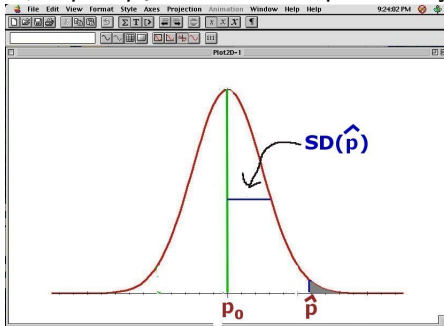 File Edit View Format Style Axes Projection Animation Window Help Help 9:24:02 PM
Σ T X X X ¶
Plot2D-1
SD(p̂)
p₀ p̂